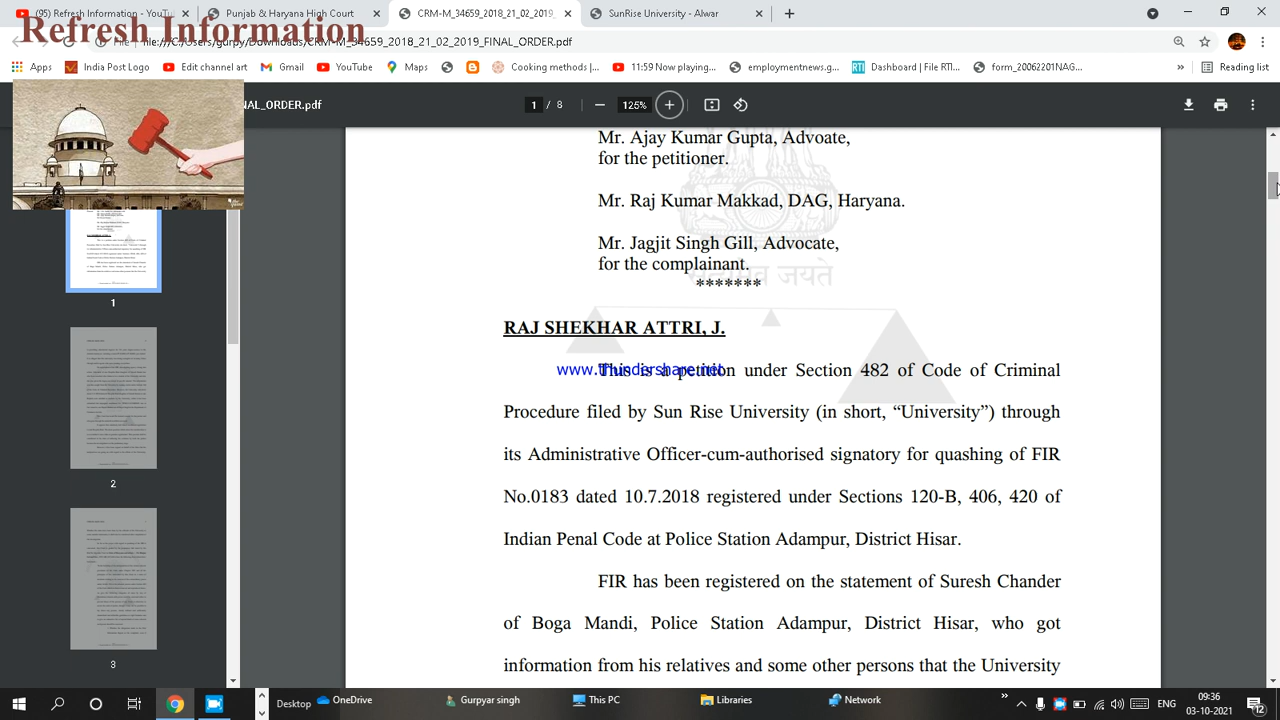 (95) Refresh Information - YouTu
Punjab & Haryana High Court
CRM-M_34659_2018_21_02_2019_
SunRise University - Alwar
Refresh Information
File
file:///C:/Users/gurpy/Downloads/CRM-M_34659_2018_21_02_2019_FINAL_ORDER.pdf
Apps
India Post Logo
Edit channel art
Gmail
YouTube
Maps
Cooking methods |...
11:59 Now playing...
employmentnews.g...
Dashboard | File RTI...
form_20062201NAG...
»
Reading list
NAL_ORDER.pdf
1 / 8
125%
Mr. Ajay Kumar Gupta, Advoate,
for the petitioner.
Mr. Raj Kumar Makkad, DAG, Haryana.
Mr. Jagjit Singh Gill, Advocate,
for the complainant.
*******
RAJ SHEKHAR ATTRI, J.
www.thundershare.net
This is a petition under Section 482 of Code of Criminal
Procedure filed by Sun Rise University (in short, “University”) through
its Administrative Officer-cum-authorised signatory for quashing of FIR
No.0183 dated 10.7.2018 registered under Sections 120-B, 406, 420 of
Indian Penal Code at Police Station Adampur, District Hisar.
FIR has been registered on the statement of Suresh Chander
of Boga Mandi, Police Station Adampur, District Hisar, who got
information from his relatives and some other persons that the University
1
2
3
Desktop
OneDrive
Gurpyar singh
This PC
Libraries
Network
»
ENG
09:36
03-10-2021
12